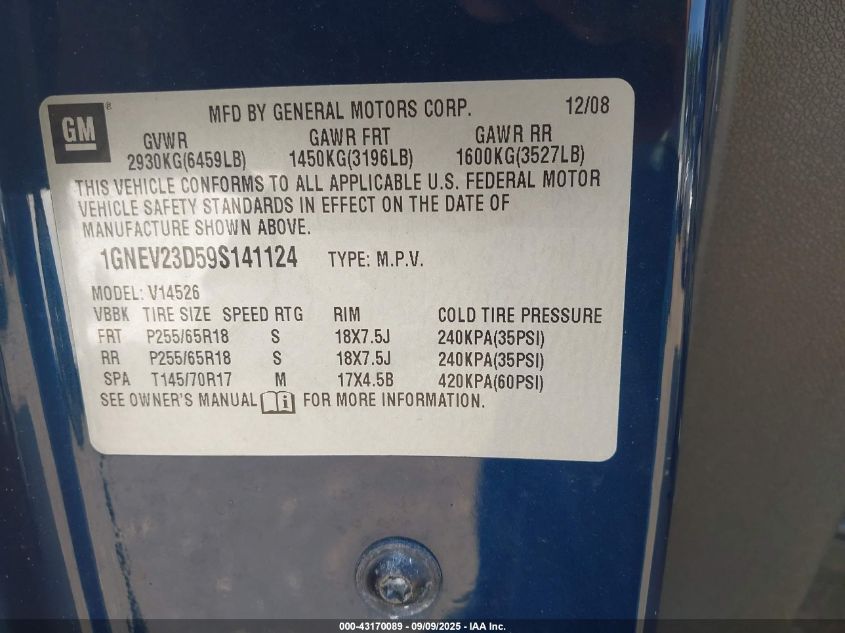 GM ®
MFD BY GENERAL MOTORS CORP. 12/08
GVWR GAWR FRT GAWR RR
2930KG(6459LB) 1450KG(3196LB) 1600KG(3527LB)
THIS VEHICLE CONFORMS TO ALL APPLICABLE U.S. FEDERAL MOTOR
VEHICLE SAFETY STANDARDS IN EFFECT ON THE DATE OF
MANUFACTURE SHOWN ABOVE.
1GNEV23D59S141124 TYPE: M.P.V.
MODEL: V14526
VBBK TIRE SIZE SPEED RTG RIM COLD TIRE PRESSURE
FRT P255/65R18 S 18X7.5J 240KPA(35PSI)
RR P255/65R18 S 18X7.5J 240KPA(35PSI)
SPA T145/70R17 M 17X4.5B 420KPA(60PSI)
SEE OWNER'S MANUAL i FOR MORE INFORMATION.
000-43170089 - 09/09/2025 - IAA Inc.